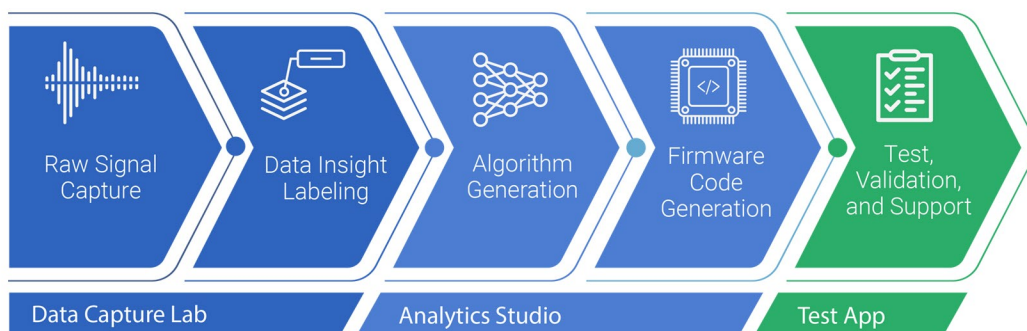 Raw Signal
Capture
Data Insight
Labeling
Algorithm
Generation
</>
Firmware
Code
Generation
Test,
Validation,
and Support
Data Capture Lab
Analytics Studio
Test App